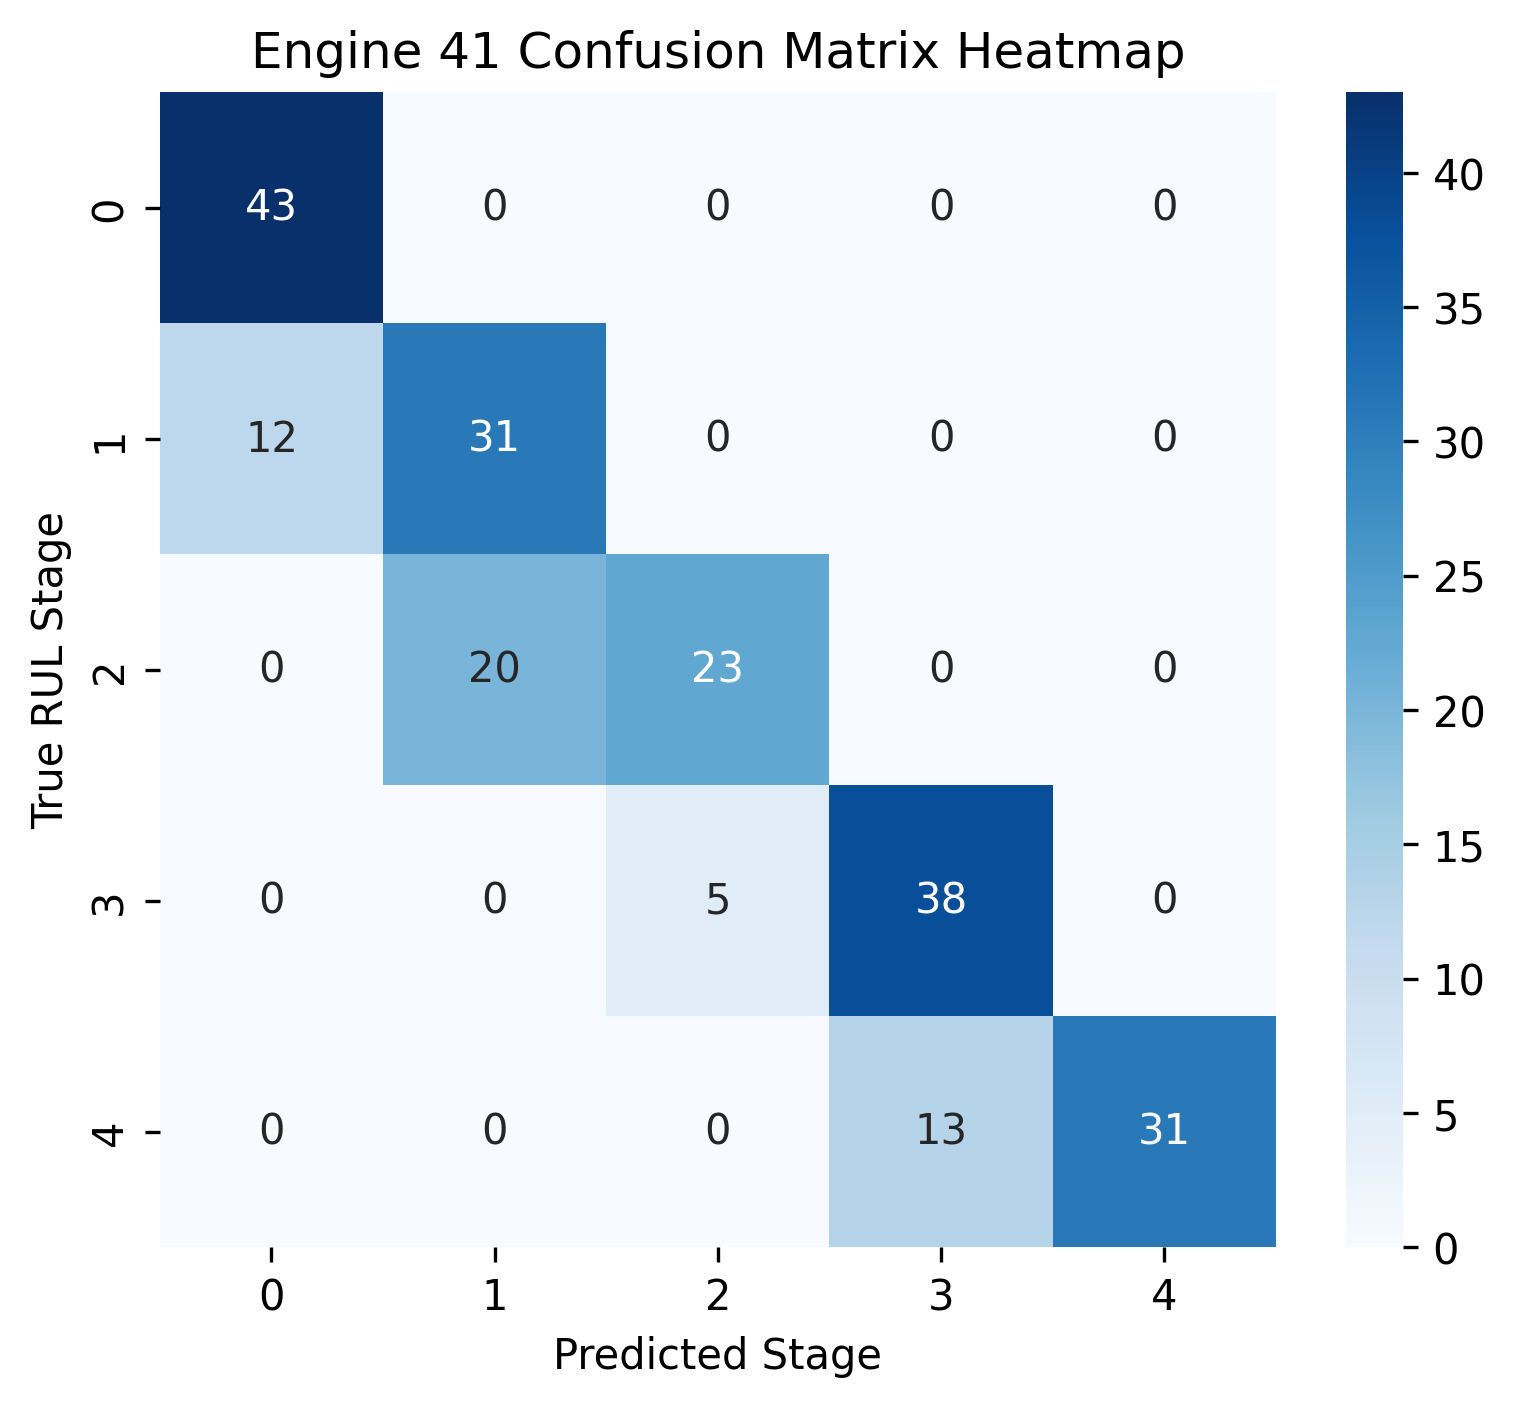 Engine 41 Confusion Matrix Heatmap
0 43 0 0 0 0
1 12 31 0 0 0
2 0 20 23 0 0
3 0 0 5 38 0
4 0 0 0 13 31
0 1 2 3 4
Predicted Stage
True RUL Stage
40
35
30
25
20
15
10
5
0